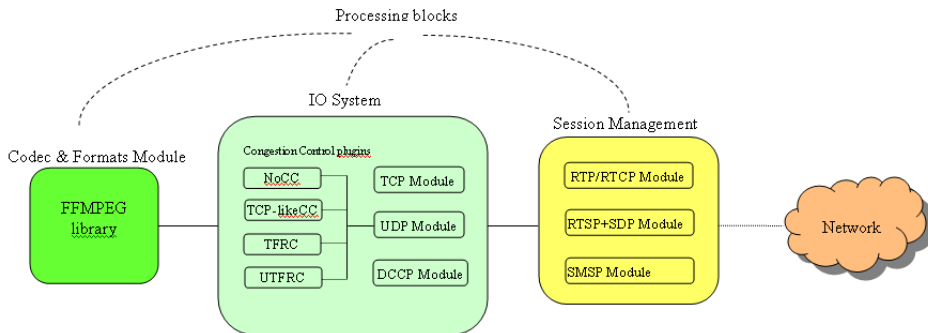 Processing blocks
IO System
Session Management
Codec & Formats Module
Congestion Control plugins
FFMPEG
library
NoCC
TCP-likeCC
TFRC
UTFRC
TCP Module
UDP Module
DCCP Module
RTP/RTCP Module
RTSP+SDP Module
SMSP Module
Network